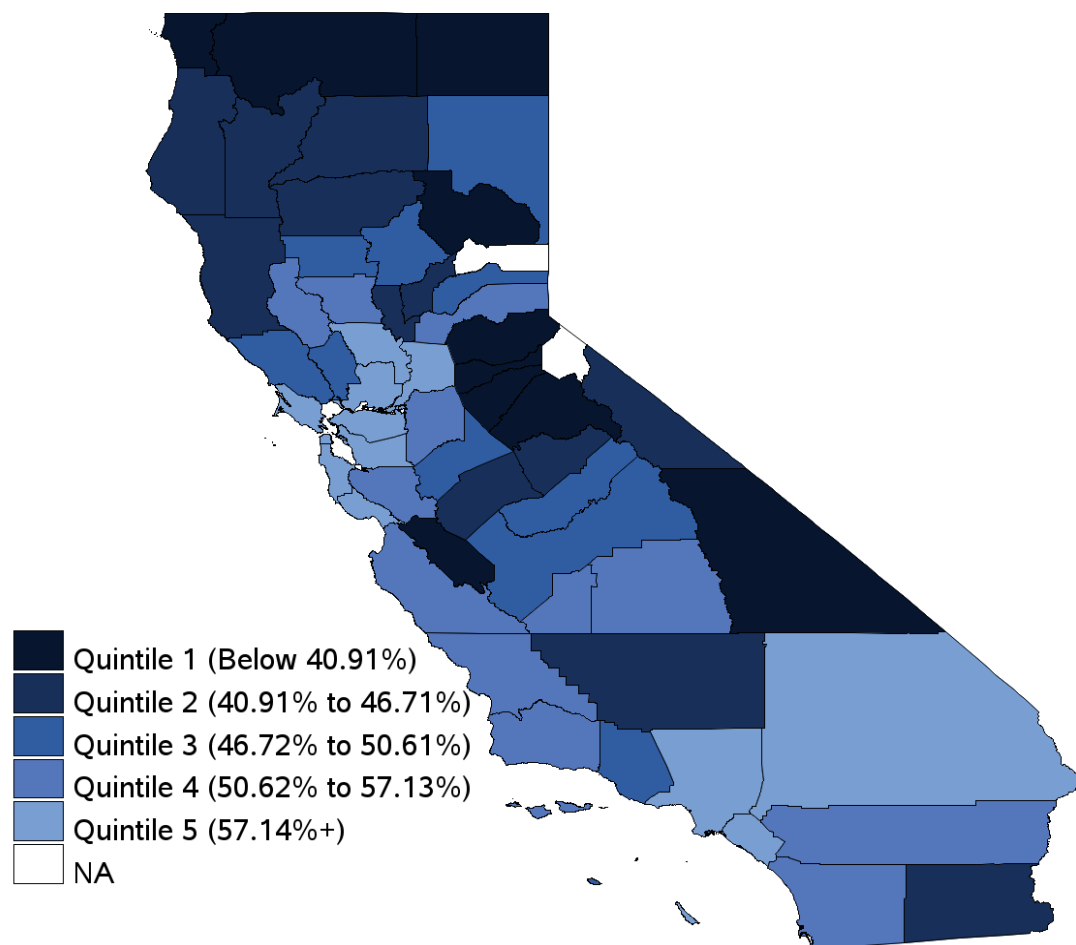 Quintile 1 (Below 40.91%)
Quintile 2 (40.91% to 46.71%)
Quintile 3 (46.72% to 50.61%)
Quintile 4 (50.62% to 57.13%)
Quintile 5 (57.14%+)
NA